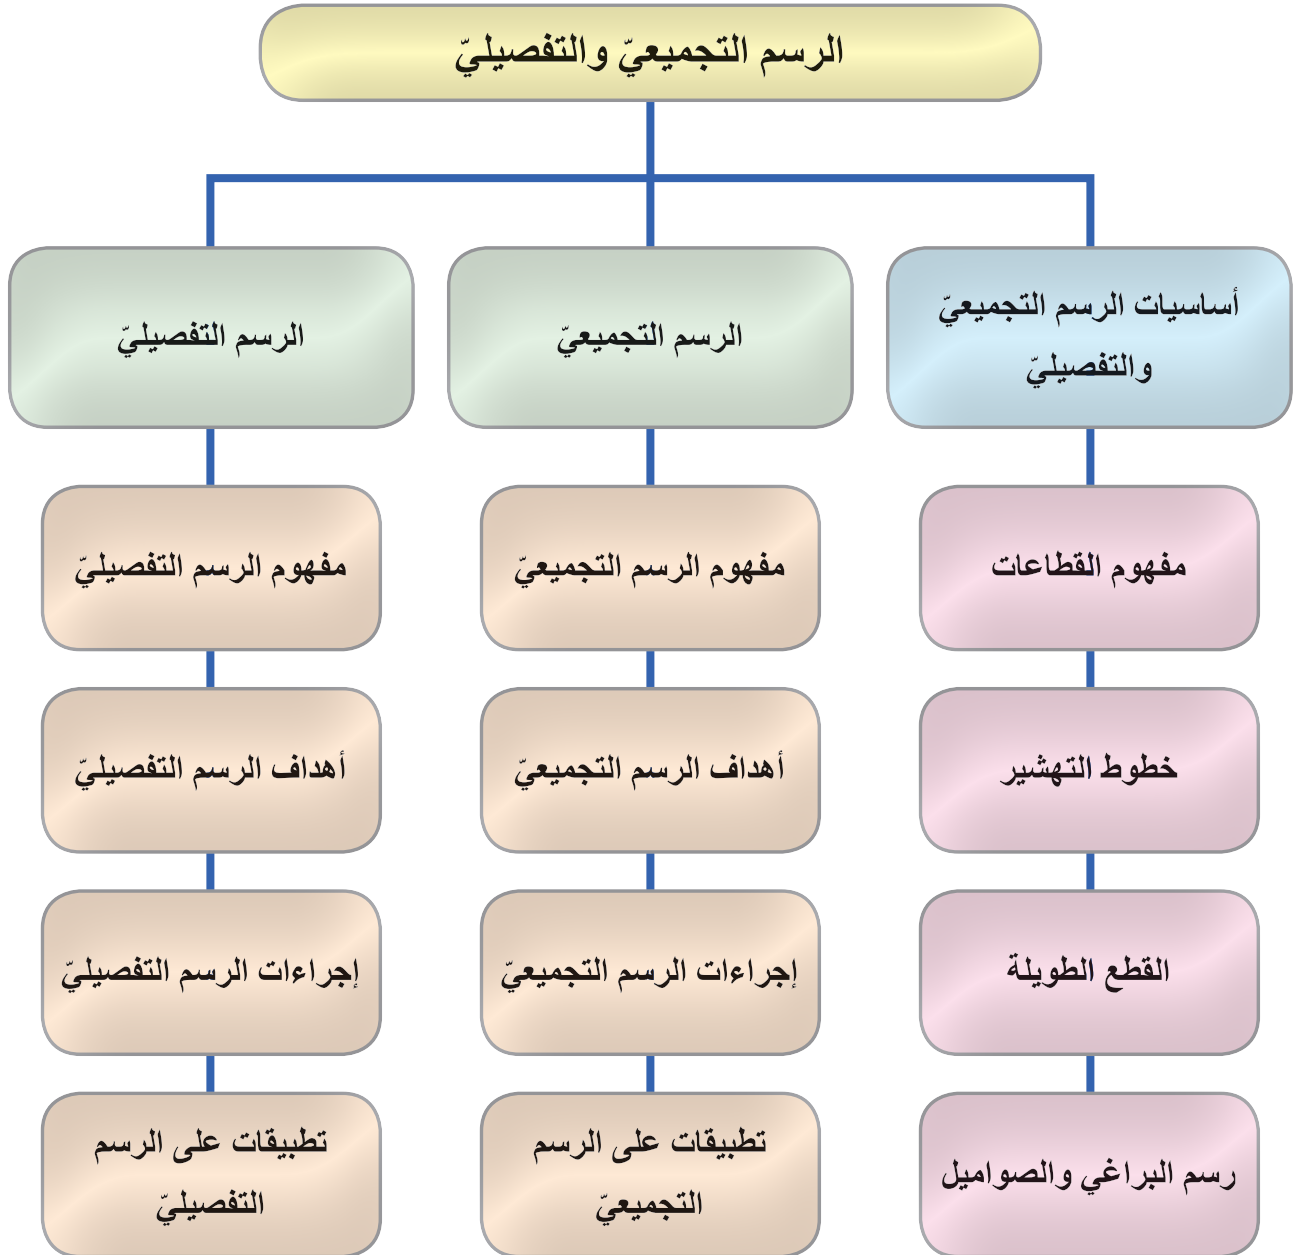 الرسم التجميعيّ والتفصيليّ
أساسيات الرسم التجميعيّ
والتفصيليّ
الرسم التجميعيّ
الرسم التفصيليّ
مفهوم القطاعات
مفهوم الرسم التجميعيّ
مفهوم الرسم التفصيليّ
خطوط التهشير
أهداف الرسم التجميعيّ
أهداف الرسم التفصيليّ
القطع الطويلة
إجراءات الرسم التجميعيّ
إجراءات الرسم التفصيليّ
رسم البراغي والصواميل
تطبيقات على الرسم
التجميعيّ
تطبيقات على الرسم
التفصيليّ